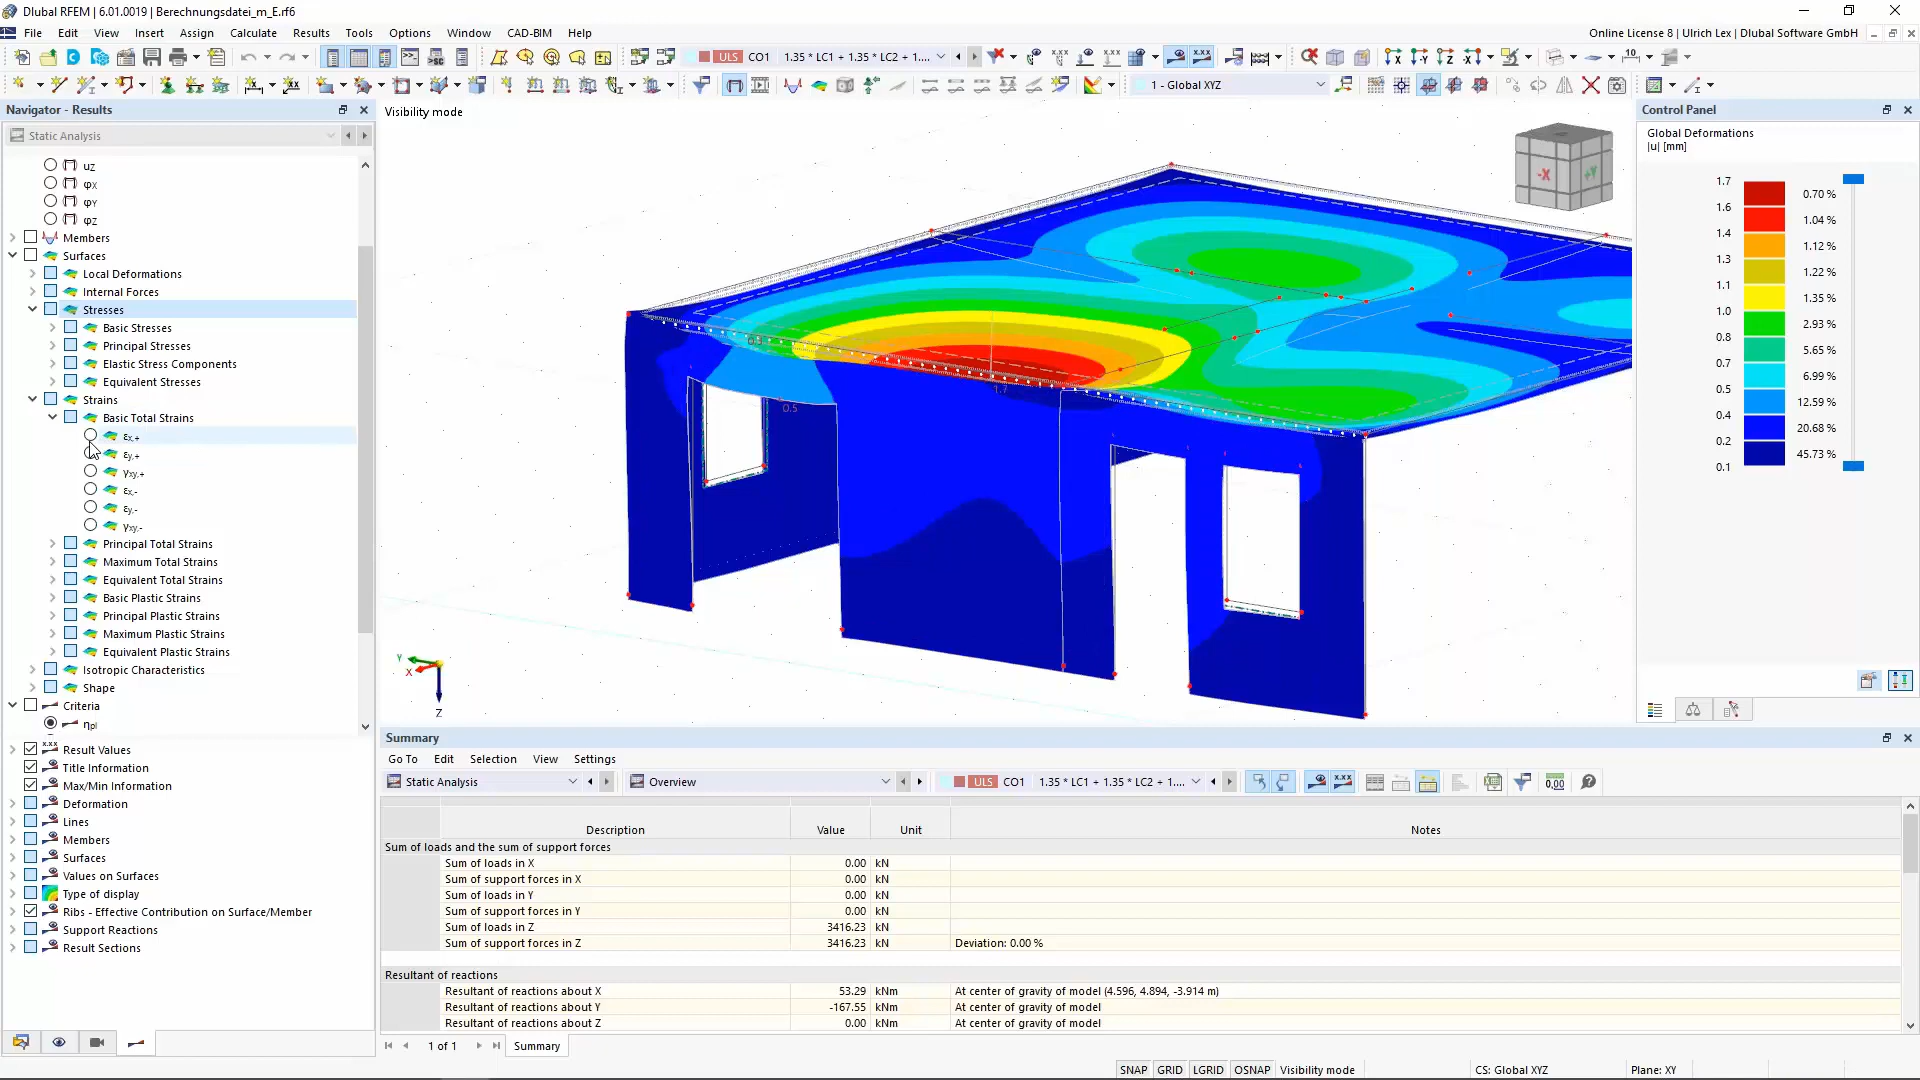 Dlubal RFEM | 6.01.0019 | Berechnungsdatei_m_E.rf6
File Edit View Insert Assign Calculate Results Tools Options Window CAD-BIM Help
Online License 8 | Ulrich Lex | Dlubal Software GmbH
ULS CO1 1.35 * LC1 + 1.35 * LC2 + 1....
1 - Global XYZ
Navigator - Results
Static Analysis
uZ
φX
φY
φZ
Members
Surfaces
Local Deformations
Internal Forces
Stresses
Basic Stresses
Principal Stresses
Elastic Stress Components
Equivalent Stresses
Strains
Basic Total Strains
εx,+
εy,+
γxy,+
εx,-
εy,-
γxy,-
Principal Total Strains
Maximum Total Strains
Equivalent Total Strains
Basic Plastic Strains
Principal Plastic Strains
Maximum Plastic Strains
Equivalent Plastic Strains
Isotropic Characteristics
Shape
Criteria
ηpl
Result Values
Title Information
Max/Min Information
Deformation
Lines
Members
Surfaces
Values on Surfaces
Type of display
Ribs - Effective Contribution on Surface/Member
Support Reactions
Result Sections
Visibility mode
0.5
1.7
-X
+Y
Y
X
Z
Control Panel
Global Deformations
|u| [mm]
1.7
0.70 %
1.6
1.04 %
1.4
1.12 %
1.3
1.22 %
1.1
1.35 %
1.0
2.93 %
0.8
5.65 %
0.7
6.99 %
0.5
12.59 %
0.4
20.68 %
0.2
45.73 %
0.1
Summary
Go To Edit Selection View Settings
Static Analysis Overview ULS CO1 1.35 * LC1 + 1.35 * LC2 + 1....
Description Value Unit Notes
Sum of loads and the sum of support forces
Sum of loads in X 0.00 kN
Sum of support forces in X 0.00 kN
Sum of loads in Y 0.00 kN
Sum of support forces in Y 0.00 kN
Sum of loads in Z 3416.23 kN
Sum of support forces in Z 3416.23 kN Deviation: 0.00 %
Resultant of reactions
Resultant of reactions about X 53.29 kNm At center of gravity of model (4.596, 4.894, -3.914 m)
Resultant of reactions about Y -167.55 kNm At center of gravity of model
Resultant of reactions about Z 0.00 kNm At center of gravity of model
1 of 1 Summary
SNAP GRID LGRID OSNAP Visibility mode CS: Global XYZ Plane: XY